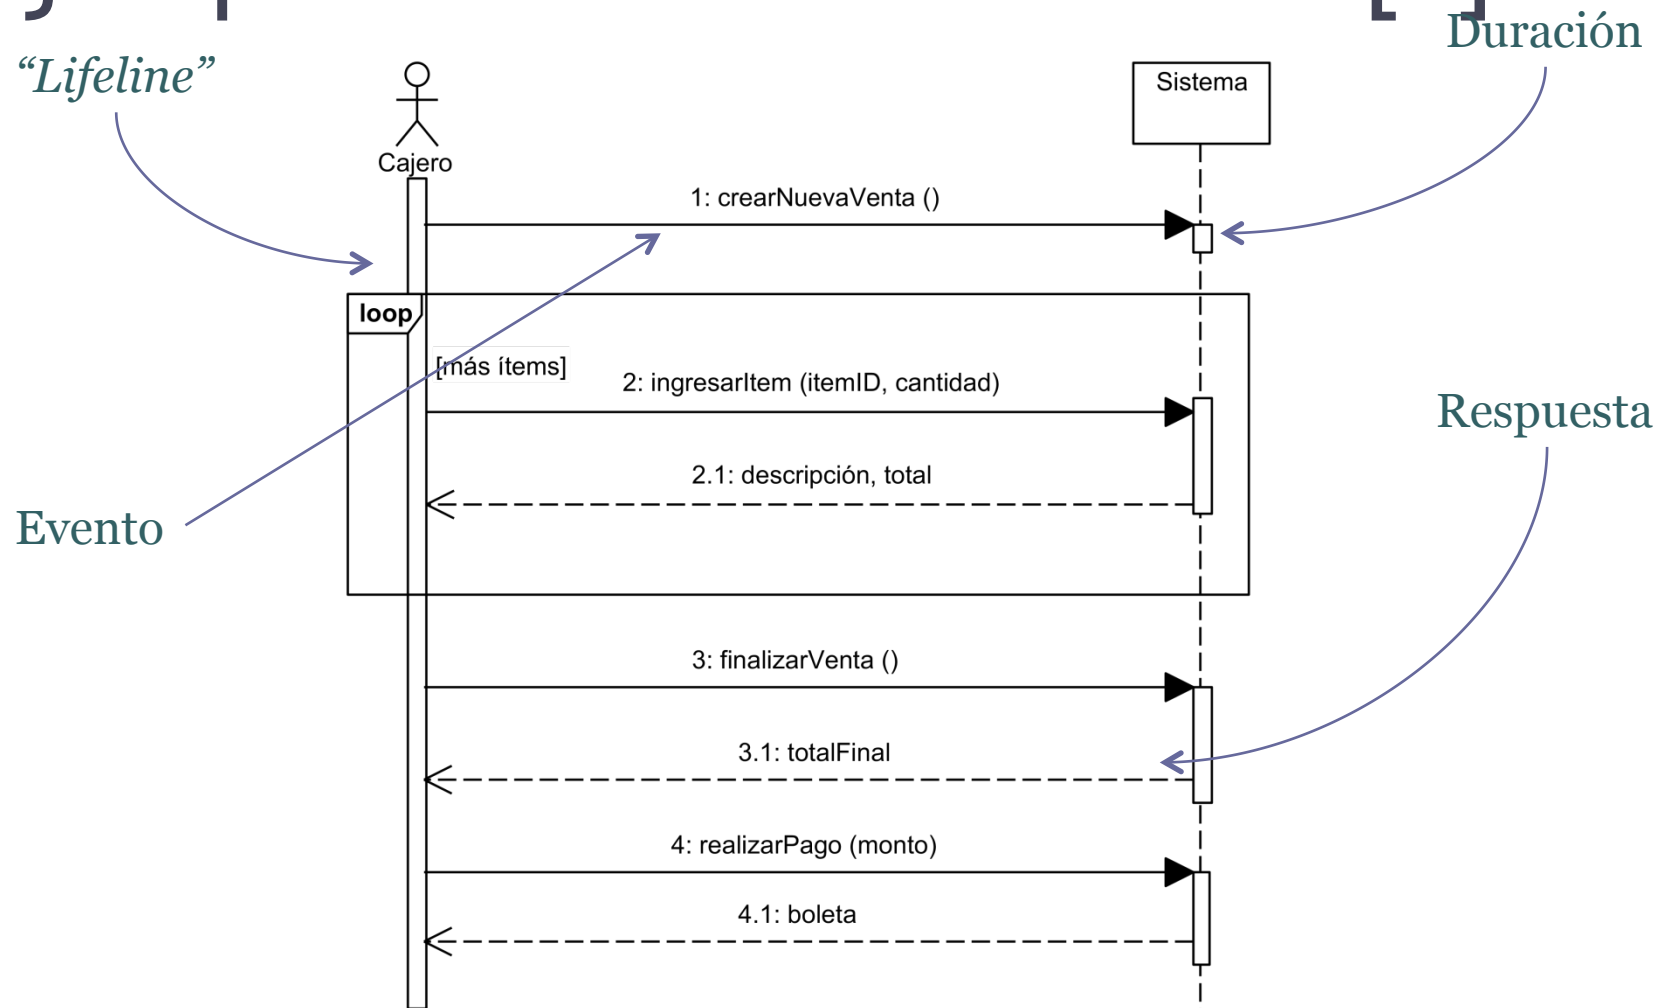 Duración
“Lifeline”
Sistema
Cajero
1: crearNuevaVenta ()
loop
[más ítems]
2: ingresarItem (itemID, cantidad)
Respuesta
2.1: descripción, total
Evento
3: finalizarVenta ()
3.1: totalFinal
4: realizarPago (monto)
4.1: boleta